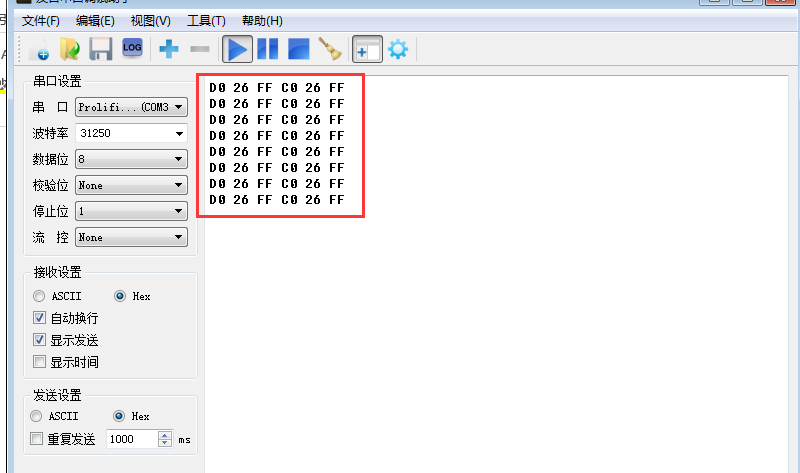 文件(F) 编辑(E) 视图(V) 工具(T) 帮助(H)
LOG
串口设置
串 口 Prolifi...(COM3
波特率 31250
数据位 8
校验位 None
停止位 1
流 控 None
接收设置
ASCII Hex
自动换行
显示发送
显示时间
发送设置
ASCII Hex
重复发送 1000 ms
D0 26 FF C0 26 FF
D0 26 FF C0 26 FF
D0 26 FF C0 26 FF
D0 26 FF C0 26 FF
D0 26 FF C0 26 FF
D0 26 FF C0 26 FF
D0 26 FF C0 26 FF
D0 26 FF C0 26 FF